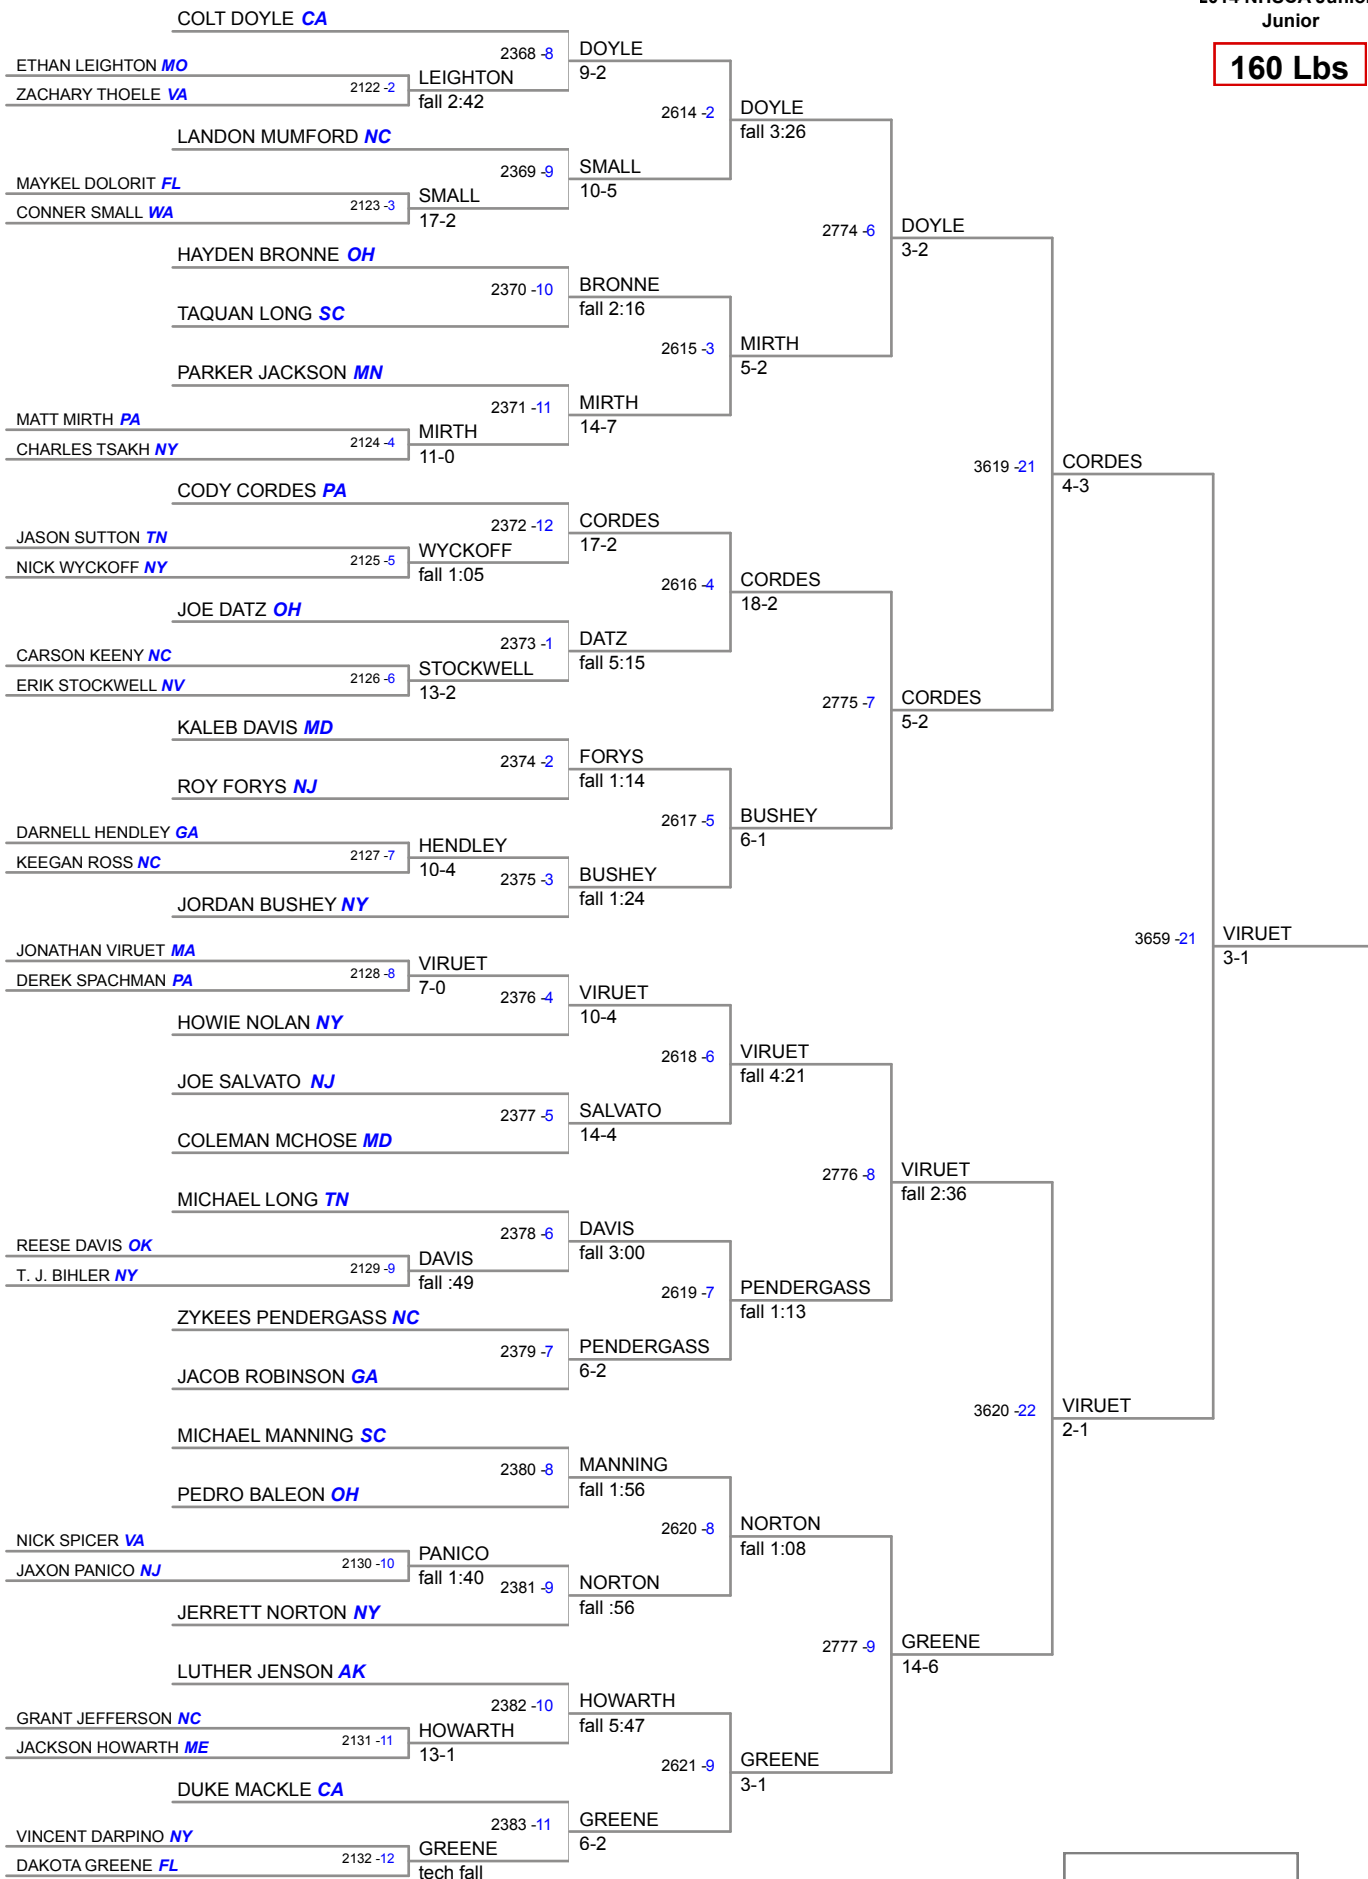 2014 NHSCA Junior
Junior
160 Lbs
COLT DOYLE CA
2368 -8
DOYLE
9-2
ETHAN LEIGHTON MO
ZACHARY THOELE VA
2122 -2
LEIGHTON
fall 2:42
2614 -2
DOYLE
fall 3:26
LANDON MUMFORD NC
2369 -9
SMALL
10-5
MAYKEL DOLORIT FL
CONNER SMALL WA
2123 -3
SMALL
17-2
2774 -6
DOYLE
3-2
HAYDEN BRONNE OH
2370 -10
BRONNE
fall 2:16
TAQUAN LONG SC
2615 -3
MIRTH
5-2
PARKER JACKSON MN
2371 -11
MIRTH
14-7
MATT MIRTH PA
CHARLES TSAKH NY
2124 -4
MIRTH
11-0
3619 -21
CORDES
4-3
CODY CORDES PA
2372 -12
CORDES
17-2
JASON SUTTON TN
NICK WYCKOFF NY
2125 -5
WYCKOFF
fall 1:05
2616 -4
CORDES
18-2
JOE DATZ OH
2373 -1
DATZ
fall 5:15
CARSON KEENY NC
ERIK STOCKWELL NV
2126 -6
STOCKWELL
13-2
2775 -7
CORDES
5-2
KALEB DAVIS MD
2374 -2
FORYS
fall 1:14
ROY FORYS NJ
2617 -5
BUSHEY
6-1
DARNELL HENDLEY GA
KEEGAN ROSS NC
2127 -7
HENDLEY
10-4
2375 -3
BUSHEY
fall 1:24
JORDAN BUSHEY NY
3659 -21
VIRUET
3-1
JONATHAN VIRUET MA
DEREK SPACHMAN PA
2128 -8
VIRUET
7-0
2376 -4
VIRUET
10-4
HOWIE NOLAN NY
2618 -6
VIRUET
fall 4:21
JOE SALVATO NJ
2377 -5
SALVATO
14-4
COLEMAN MCHOSE MD
2776 -8
VIRUET
fall 2:36
MICHAEL LONG TN
2378 -6
DAVIS
fall 3:00
REESE DAVIS OK
T. J. BIHLER NY
2129 -9
DAVIS
fall :49
2619 -7
PENDERGASS
fall 1:13
ZYKEES PENDERGASS NC
2379 -7
PENDERGASS
6-2
JACOB ROBINSON GA
3620 -22
VIRUET
2-1
MICHAEL MANNING SC
2380 -8
MANNING
fall 1:56
PEDRO BALEON OH
2620 -8
NORTON
fall 1:08
NICK SPICER VA
JAXON PANICO NJ
2130 -10
PANICO
fall 1:40
2381 -9
NORTON
fall :56
JERRETT NORTON NY
2777 -9
GREENE
14-6
LUTHER JENSON AK
2382 -10
HOWARTH
fall 5:47
GRANT JEFFERSON NC
JACKSON HOWARTH ME
2131 -11
HOWARTH
13-1
2621 -9
GREENE
3-1
DUKE MACKLE CA
2383 -11
GREENE
6-2
VINCENT DARPINO NY
DAKOTA GREENE FL
2132 -12
GREENE
tech fall